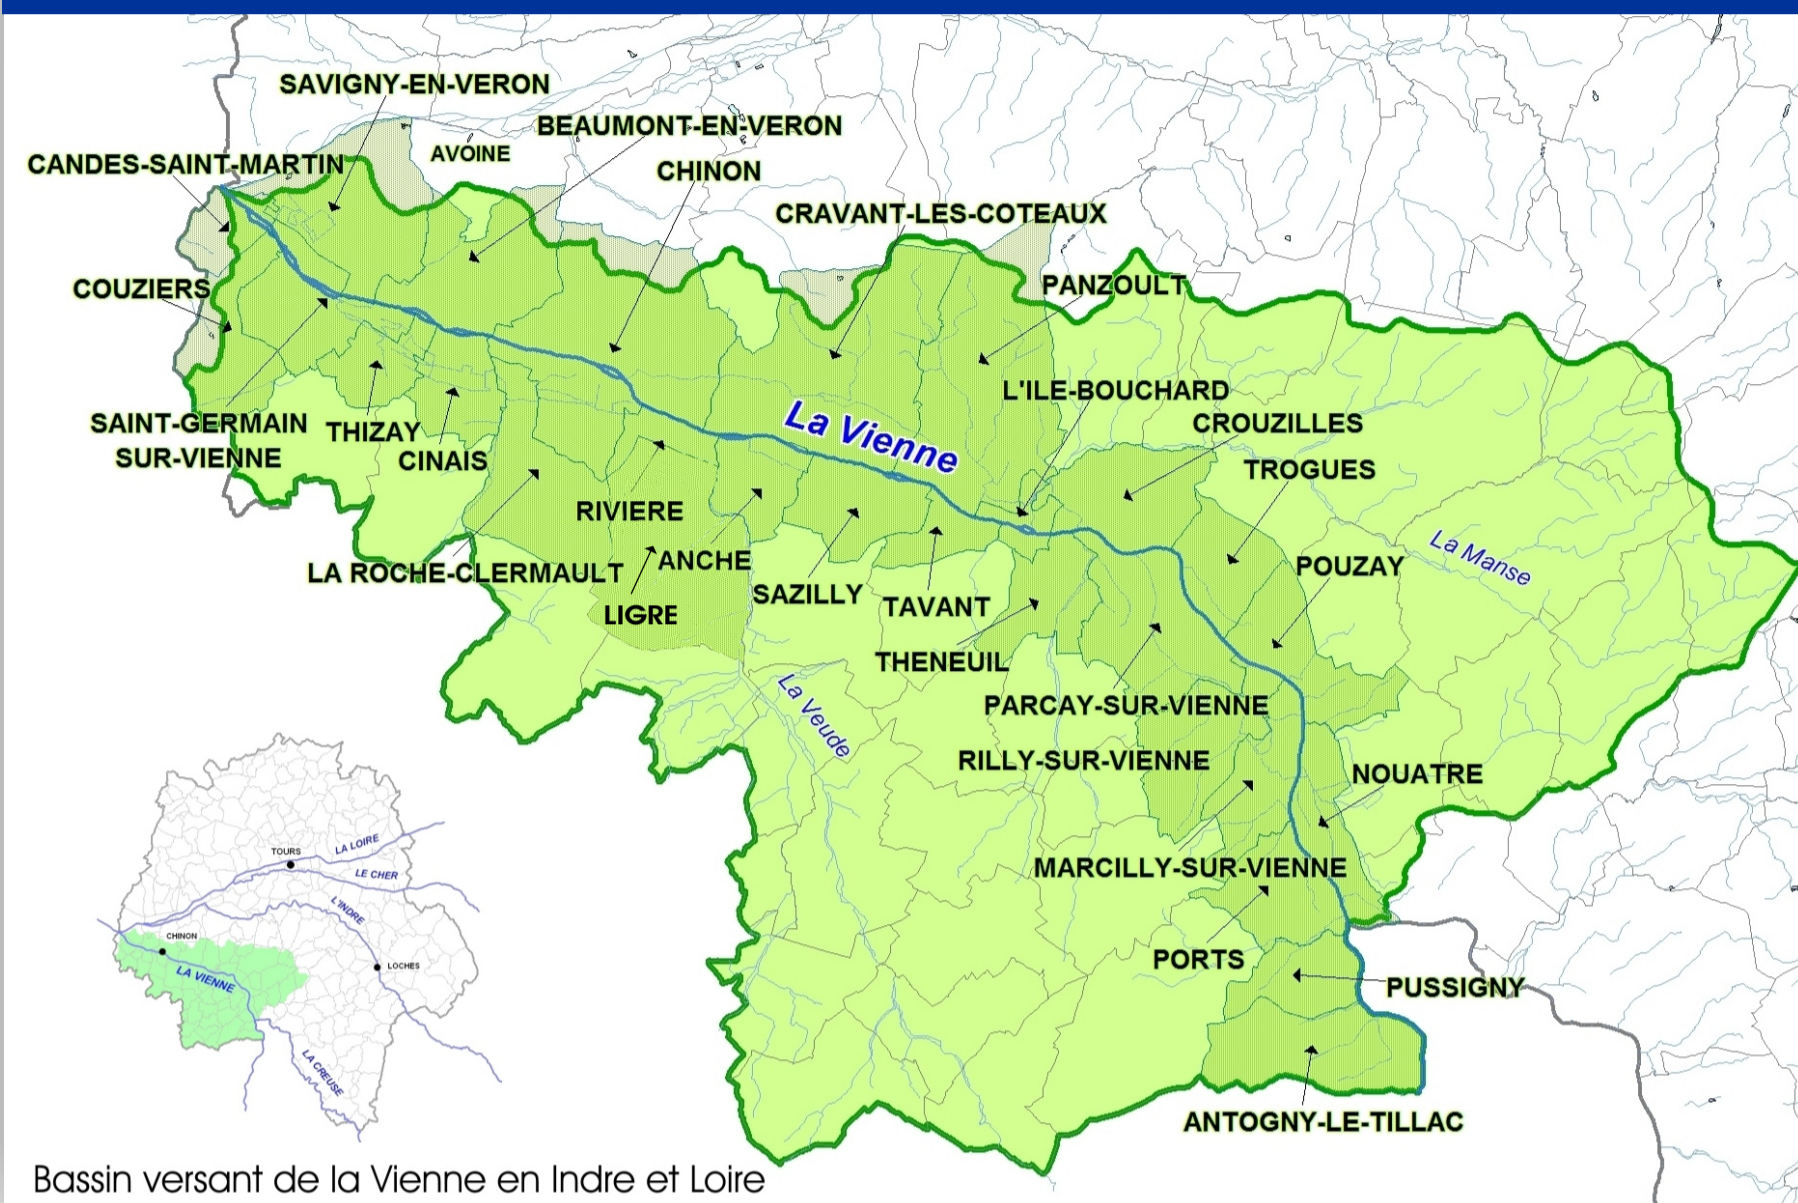 SAVIGNY-EN-VERON
BEAUMONT-EN-VERON
AVOINE
CANDES-SAINT-MARTIN
CHINON
CRAVANT-LES-COTEAUX
COUZIERS
PANZOULT
L'ILE-BOUCHARD
CROUZILLES
La Vienne
SAINT-GERMAIN
SUR-VIENNE
THIZAY
CINAIS
TROGUES
RIVIERE
La Manse
ANCHE
POUZAY
LA ROCHE-CLERMAULT
SAZILLY
TAVANT
LIGRE
THENEUIL
La Veude
PARCAY-SUR-VIENNE
RILLY-SUR-VIENNE
NOUATRE
MARCILLY-SUR-VIENNE
PORTS
PUSSIGNY
ANTOGNY-LE-TILLAC
TOURS
LA LOIRE
LE CHER
L'INDRE
CHINON
LOCHES
LA VIENNE
LA CREUSE
Bassin versant de la Vienne en Indre et Loire